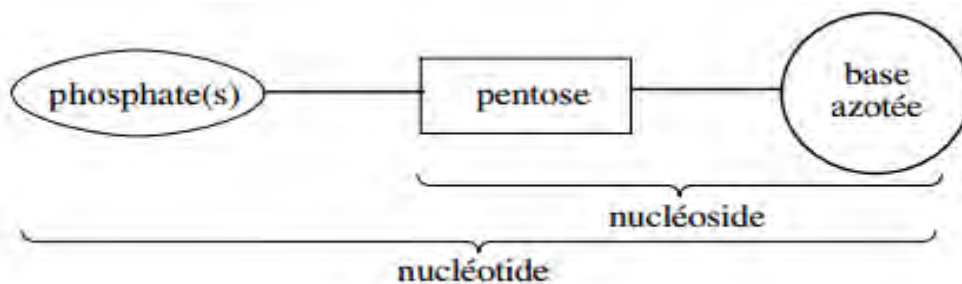 phosphate(s)
pentose
base
azotée
nucléoside
nucléotide